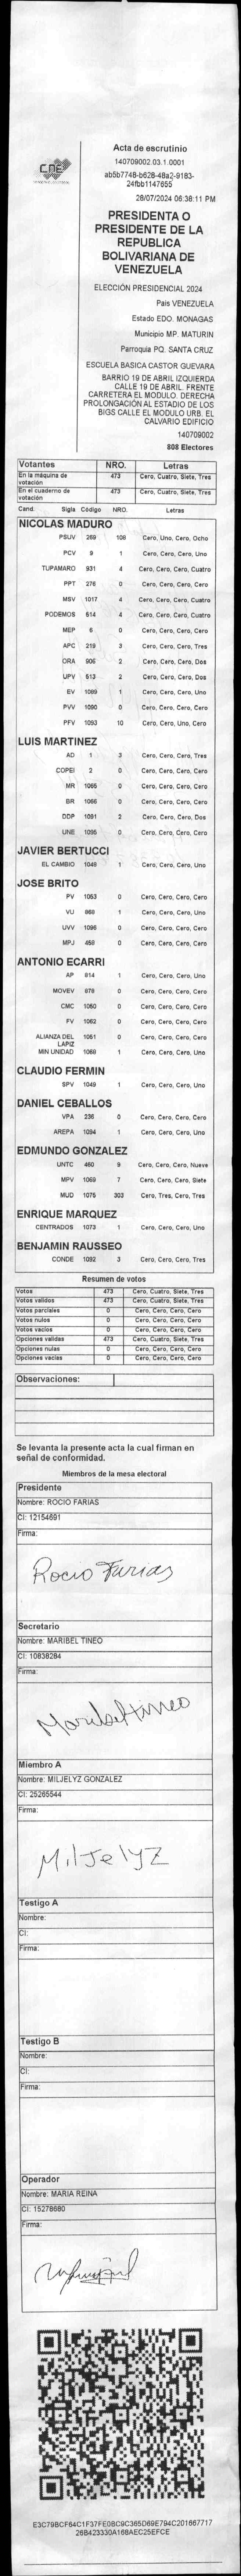 CNE
Acta de escrutinio
140709002.03.1.0001
ab5b7748-b628-48a2-9183-
24fbb1147655
28/07/2024 06:38:11 PM
PRESIDENTA O
PRESIDENTE DE LA
REPUBLICA
BOLIVARIANA DE
VENEZUELA
ELECCIÓN PRESIDENCIAL 2024
País VENEZUELA
Estado EDO. MONAGAS
Municipio MP. MATURIN
Parroquia PQ. SANTA CRUZ
ESCUELA BASICA CASTOR GUEVARA
BARRIO 19 DE ABRIL IZQUIERDA
CALLE 19 DE ABRIL. FRENTE
CARRETERA EL MODULO. DERECHA
PROLONGACIÓN AL ESTADIO DE LOS
BIGS CALLE EL MODULO URB. EL
CALVARIO EDIFICIO
140709002
808 Electores
Votantes NRO. Letras
En la máquina de votación 473 Cero, Cuatro, Siete, Tres
En el cuaderno de votación 473 Cero, Cuatro, Siete, Tres
Cand. Sigla Código NRO. Letras
NICOLAS MADURO
PSUV 269 108 Cero, Uno, Cero, Ocho
PCV 9 1 Cero, Cero, Cero, Uno
TUPAMARO 931 4 Cero, Cero, Cero, Cuatro
PPT 276 0 Cero, Cero, Cero, Cero
MSV 1017 4 Cero, Cero, Cero, Cuatro
PODEMOS 614 4 Cero, Cero, Cero, Cuatro
MEP 6 0 Cero, Cero, Cero, Cero
APC 219 3 Cero, Cero, Cero, Tres
ORA 906 2 Cero, Cero, Cero, Dos
UPV 613 2 Cero, Cero, Cero, Dos
EV 1089 1 Cero, Cero, Cero, Uno
PVV 1090 0 Cero, Cero, Cero, Cero
PFV 1093 10 Cero, Cero, Uno, Cero
LUIS MARTINEZ
AD 1 3 Cero, Cero, Cero, Tres
COPEI 2 0 Cero, Cero, Cero, Cero
MR 1065 0 Cero, Cero, Cero, Cero
BR 1066 0 Cero, Cero, Cero, Cero
DDP 1091 2 Cero, Cero, Cero, Dos
UNE 1095 0 Cero, Cero, Cero, Cero
JAVIER BERTUCCI
EL CAMBIO 1048 1 Cero, Cero, Cero, Uno
JOSE BRITO
PV 1053 0 Cero, Cero, Cero, Cero
VU 868 1 Cero, Cero, Cero, Uno
UVV 1096 0 Cero, Cero, Cero, Cero
MPJ 458 0 Cero, Cero, Cero, Cero
ANTONIO ECARRI
AP 814 1 Cero, Cero, Cero, Uno
MOVEV 878 0 Cero, Cero, Cero, Cero
CMC 1060 0 Cero, Cero, Cero, Cero
FV 1062 0 Cero, Cero, Cero, Cero
ALIANZA DEL LAPIZ 1051 0 Cero, Cero, Cero, Cero
MIN UNIDAD 1068 1 Cero, Cero, Cero, Uno
CLAUDIO FERMIN
SPV 1049 1 Cero, Cero, Cero, Uno
DANIEL CEBALLOS
VPA 236 0 Cero, Cero, Cero, Cero
AREPA 1094 1 Cero, Cero, Cero, Uno
EDMUNDO GONZALEZ
UNTC 460 9 Cero, Cero, Cero, Nueve
MPV 1069 7 Cero, Cero, Cero, Siete
MUD 1075 303 Cero, Tres, Cero, Tres
ENRIQUE MARQUEZ
CENTRADOS 1073 1 Cero, Cero, Cero, Uno
BENJAMIN RAUSSEO
CONDE 1092 3 Cero, Cero, Cero, Tres
Resumen de votos
Votos 473 Cero, Cuatro, Siete, Tres
Votos validos 473 Cero, Cuatro, Siete, Tres
Votos parciales 0 Cero, Cero, Cero, Cero
Votos nulos 0 Cero, Cero, Cero, Cero
Votos vacios 0 Cero, Cero, Cero, Cero
Opciones validas 473 Cero, Cuatro, Siete, Tres
Opciones nulas 0 Cero, Cero, Cero, Cero
Opciones vacias 0 Cero, Cero, Cero, Cero
Observaciones:
Se levanta la presente acta la cual firman en
señal de conformidad.
Miembros de la mesa electoral
Presidente
Nombre: ROCIO FARIAS
CI: 12154691
Firma:
Rocio Farias
Secretario
Nombre: MARIBEL TINEO
CI: 10838284
Firma:
Maribel tineo
Miembro A
Nombre: MILJELYZ GONZALEZ
CI: 25265544
Firma:
MilJelyZ
Testigo A
Nombre:
CI:
Firma:
Testigo B
Nombre:
CI:
Firma:
Operador
Nombre: MARIA REINA
CI: 15278680
Firma:
E3C79BCF64C1F37FE08C9C365D69E794C201667717
26B423330A168AEC25EFCE